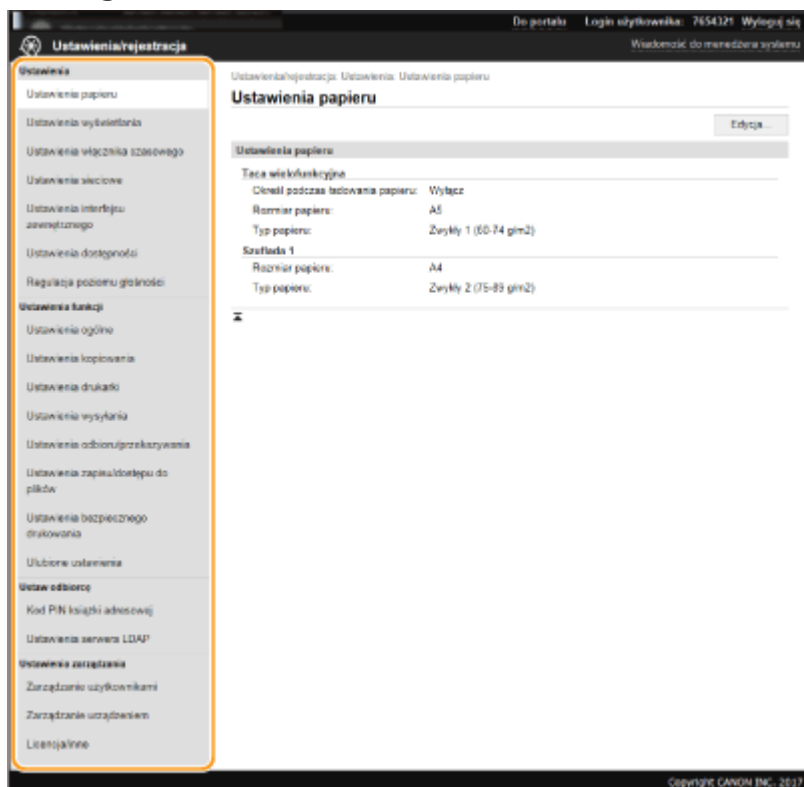 Do portalu Login użytkownika: 7654321 Wyloguj się
Ustawienia/rejestracja
Wiadomość do menedżera systemu
Ustawienia
Ustawienia papieru
Ustawienia wyświetlania
Ustawienia włącznika czasowego
Ustawienia sieciowe
Ustawienia interfejsu
zewnętrznego
Ustawienia dostępności
Regulacja poziomu głośności
Ustawienia funkcji
Ustawienia ogólne
Ustawienia kopiowania
Ustawienia drukarki
Ustawienia wysyłania
Ustawienia odbioru/przekazywania
Ustawienia zapisu/dostępu do
plików
Ustawienia bezpiecznego
drukowania
Ulubione ustawienia
Ustaw odbiorcę
Kod PIN książki adresowej
Ustawienia serwera LDAP
Ustawienia zarządzania
Zarządzanie użytkownikami
Zarządzanie urządzeniem
Licencja/Inne
Ustawienia/rejestracja: Ustawienia: Ustawienia papieru
Ustawienia papieru
Edycja...
Ustawienia papieru
Taca wielofunkcyjna
Określ podczas ładowania papieru: Wyłącz
Rozmiar papieru: A5
Typ papieru: Zwykły 1 (60-74 g/m2)
Szuflada 1
Rozmiar papieru: A4
Typ papieru: Zwykły 2 (75-89 g/m2)
Copyright CANON INC. 2017